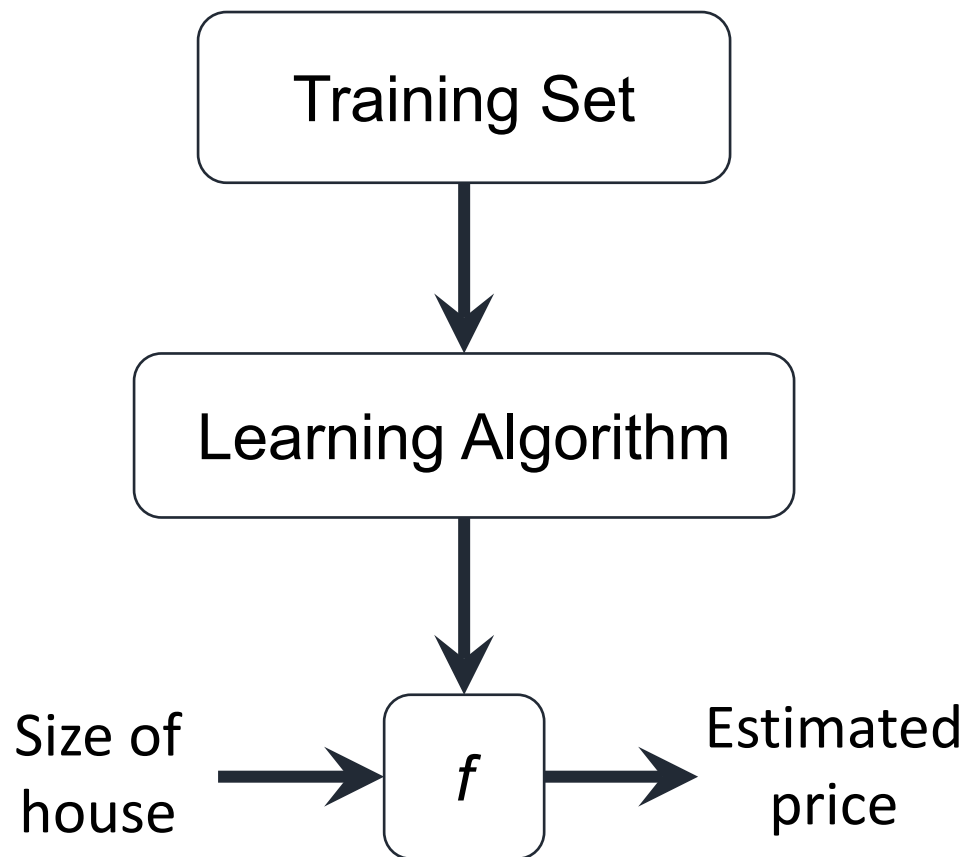 Training Set
Learning Algorithm
Size of
house
f
Estimated
price